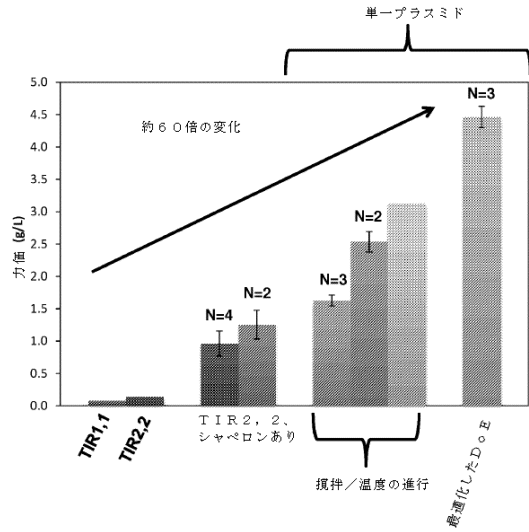 単一プラスミド
5.0
4.5
4.0
3.5
3.0
2.5
2.0
1.5
1.0
0.5
0.0
力価 (g/L)
約60倍の変化
N=4
N=2
N=3
N=2
N=3
TIR1,1
TIR2,2
TIR2,2、
シャペロンあり
撹拌/温度の進行
最適化したDoE